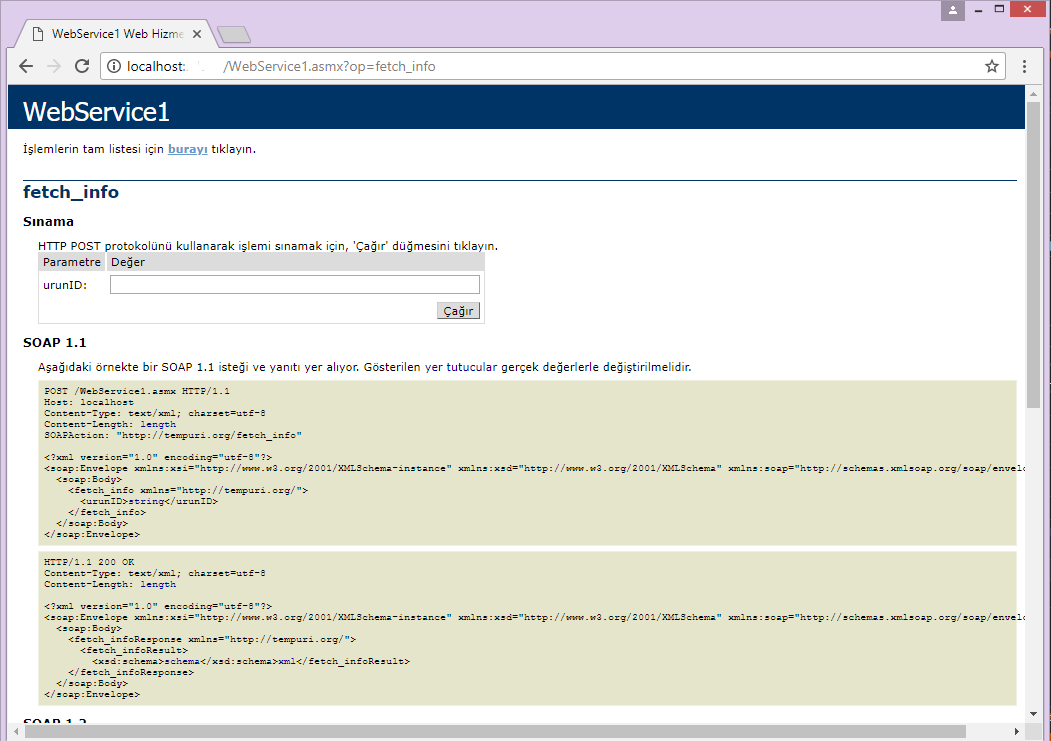 WebService1 Web Hizme
localhost: /WebService1.asmx?op=fetch_info
WebService1
İşlemlerin tam listesi için burayı tıklayın.
fetch_info
Sınama
HTTP POST protokolünü kullanarak işlemi sınamak için, 'Çağır' düğmesini tıklayın.
Parametre Değer
urunID:
Çağır
SOAP 1.1
Aşağıdaki örnekte bir SOAP 1.1 isteği ve yanıtı yer alıyor. Gösterilen yer tutucular gerçek değerlerle değiştirilmelidir.
POST /WebService1.asmx HTTP/1.1
Host: localhost
Content-Type: text/xml; charset=utf-8
Content-Length: length
SOAPAction: "http://tempuri.org/fetch_info"
<?xml version="1.0" encoding="utf-8"?>
<soap:Envelope xmlns:xsi="http://www.w3.org/2001/XMLSchema-instance" xmlns:xsd="http://www.w3.org/2001/XMLSchema" xmlns:soap="http://schemas.xmlsoap.org/soap/envelo
<soap:Body>
<fetch_info xmlns="http://tempuri.org/">
<urunID>string</urunID>
</fetch_info>
</soap:Body>
</soap:Envelope>
HTTP/1.1 200 OK
Content-Type: text/xml; charset=utf-8
Content-Length: length
<?xml version="1.0" encoding="utf-8"?>
<soap:Envelope xmlns:xsi="http://www.w3.org/2001/XMLSchema-instance" xmlns:xsd="http://www.w3.org/2001/XMLSchema" xmlns:soap="http://schemas.xmlsoap.org/soap/envelo
<soap:Body>
<fetch_infoResponse xmlns="http://tempuri.org/">
<fetch_infoResult>
<xsd:schema>schema</xsd:schema>xml</fetch_infoResult>
</fetch_infoResponse>
</soap:Body>
</soap:Envelope>
SOAP 1.2